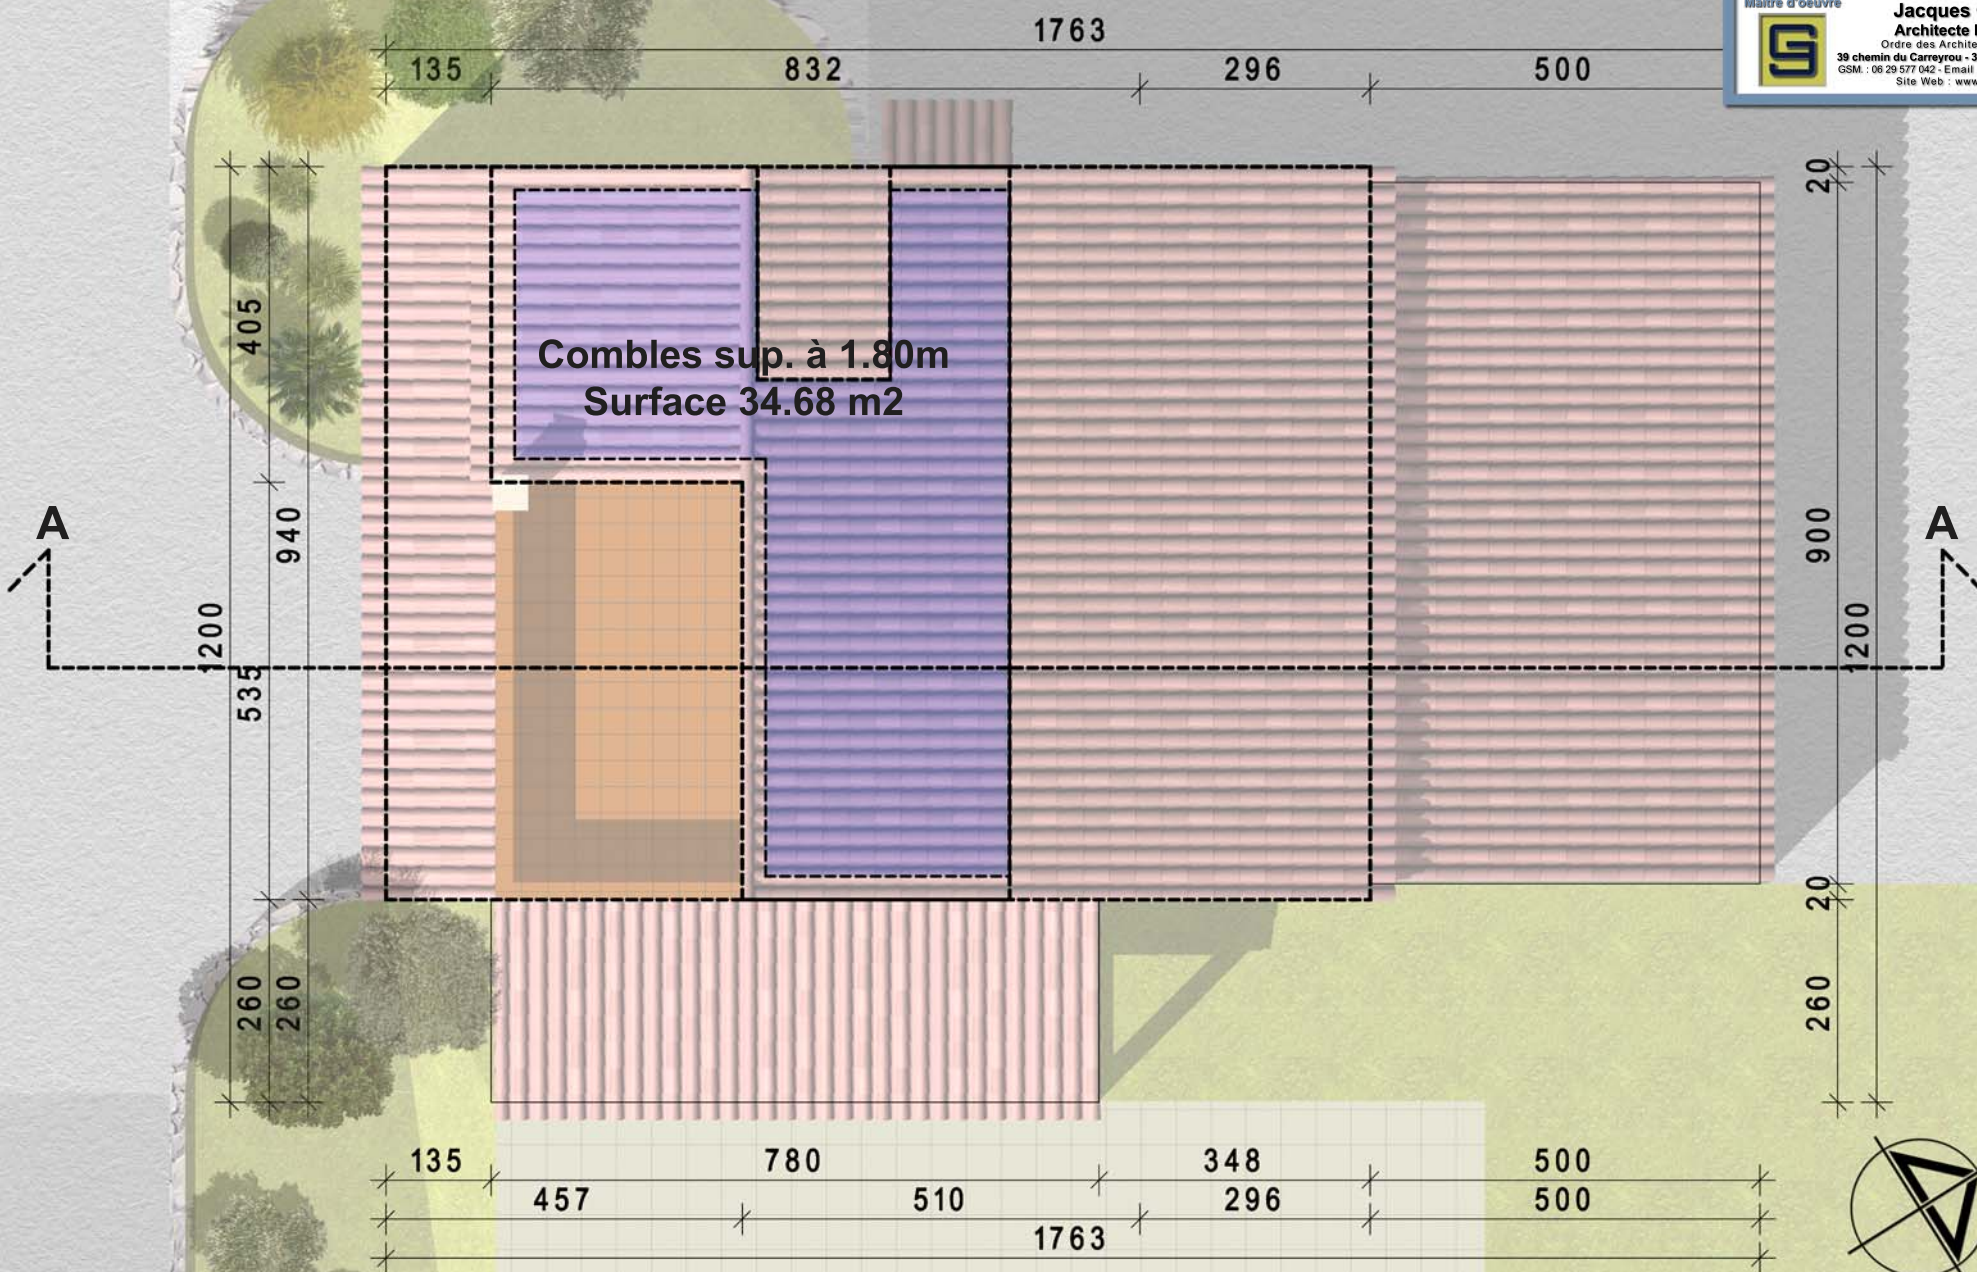 Maître d'oeuvre
Jacques
Architecte
Ordre des Archite
39 chemin du Carreyrou - 3
GSM. : 06 29 577 042 - Email
Site Web : www
1763
135 832 296 500
20
405
Combles sup. à 1.80m
Surface 34.68 m2
A A
940 900
1200 1200
535
20
260 260 260
135 780 348 500
457 510 296 500
1763